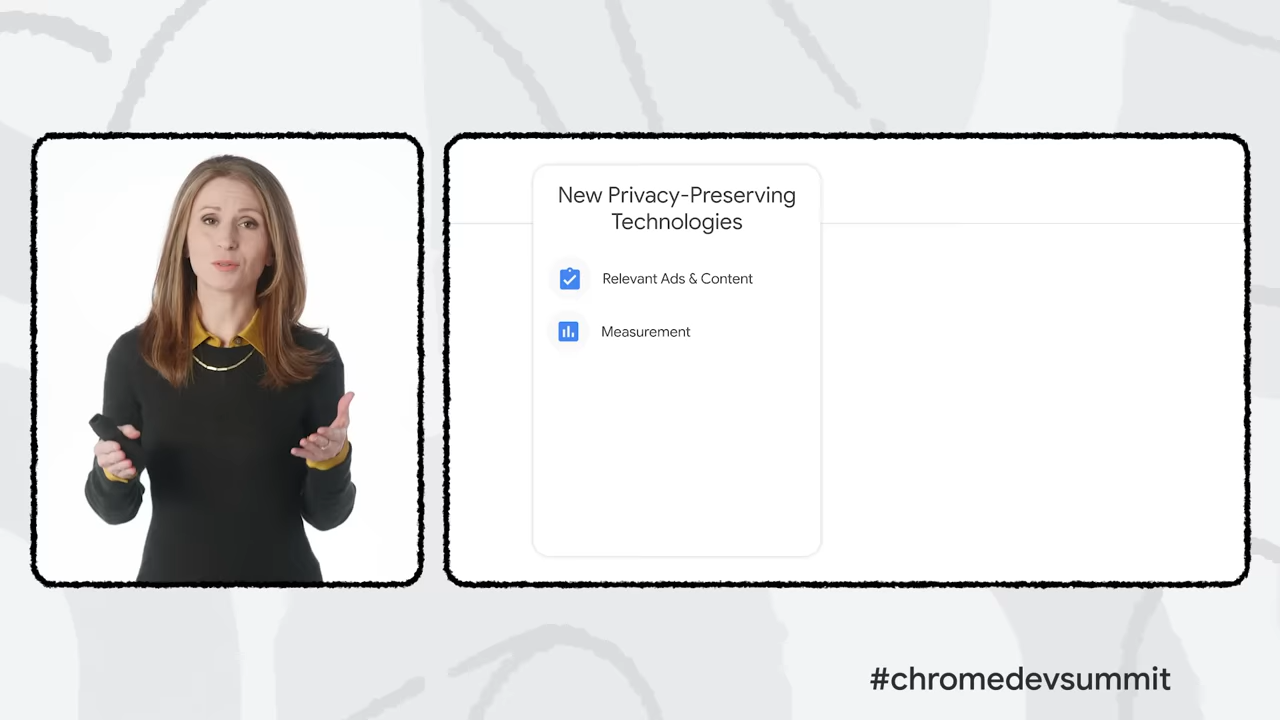 New Privacy-Preserving
Technologies
Relevant Ads & Content
Measurement
#chromedevsummit